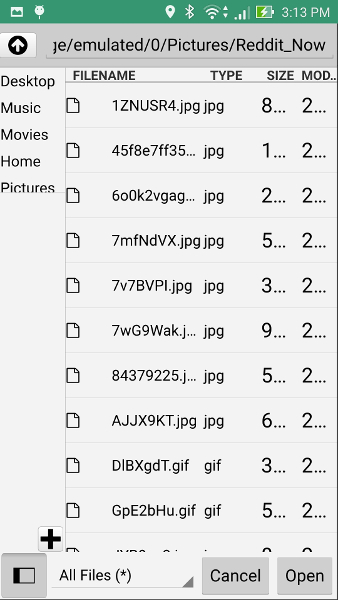 3:13 PM
ge/emulated/0/Pictures/Reddit_Now
FILENAME TYPE SIZE MOD..
Desktop
Music
Movies
Home
Pictures
1ZNUSR4.jpg jpg 8... 2...
45f8e7ff35... jpg 1... 2...
6o0k2vgag... jpg 2... 2...
7mfNdVX.jpg jpg 5... 2...
7v7BVPI.jpg jpg 3... 2...
7wG9Wak.j... jpg 9... 2...
84379225.j... jpg 5... 2...
AJJX9KT.jpg jpg 6... 2...
DlBXgdT.gif gif 3... 2...
GpE2bHu.gif gif 5... 2...
All Files (*)
Cancel
Open